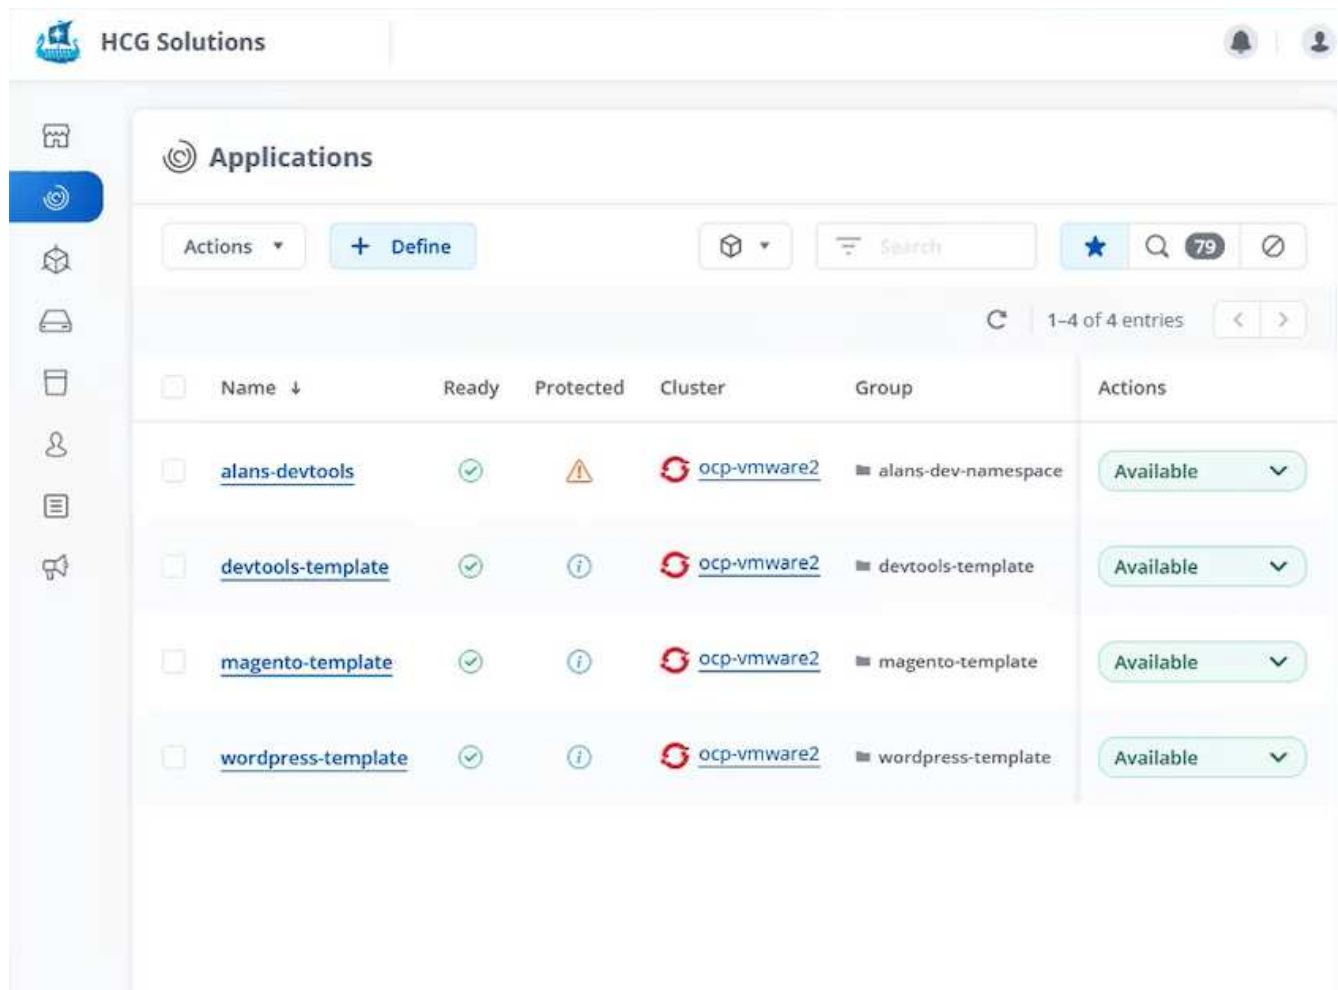 HCG Solutions
Applications
Actions
+ Define
Search
79
1–4 of 4 entries
Name ↓ Ready Protected Cluster Group Actions
alans-devtools ocp-vmware2 alans-dev-namespace Available
devtools-template ocp-vmware2 devtools-template Available
magento-template ocp-vmware2 magento-template Available
wordpress-template ocp-vmware2 wordpress-template Available